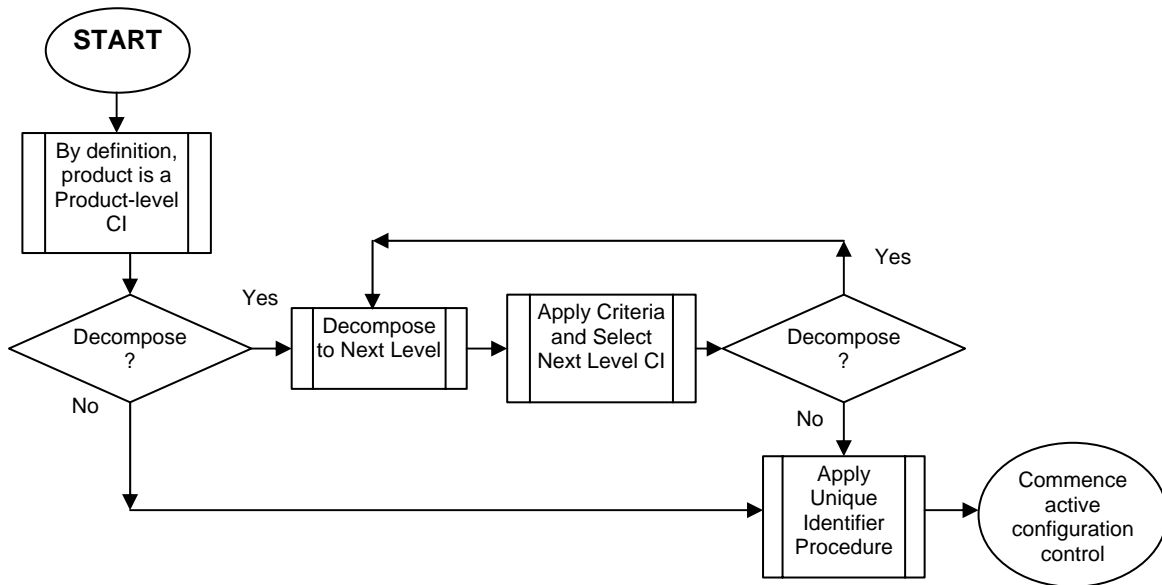 START
By definition,
product is a
Product-level
CI
Decompose
?
Yes
No
Decompose
to Next Level
Apply Criteria
and Select
Next Level CI
Decompose
?
Yes
No
Apply
Unique
Identifier
Procedure
Commence
active
configuration
control